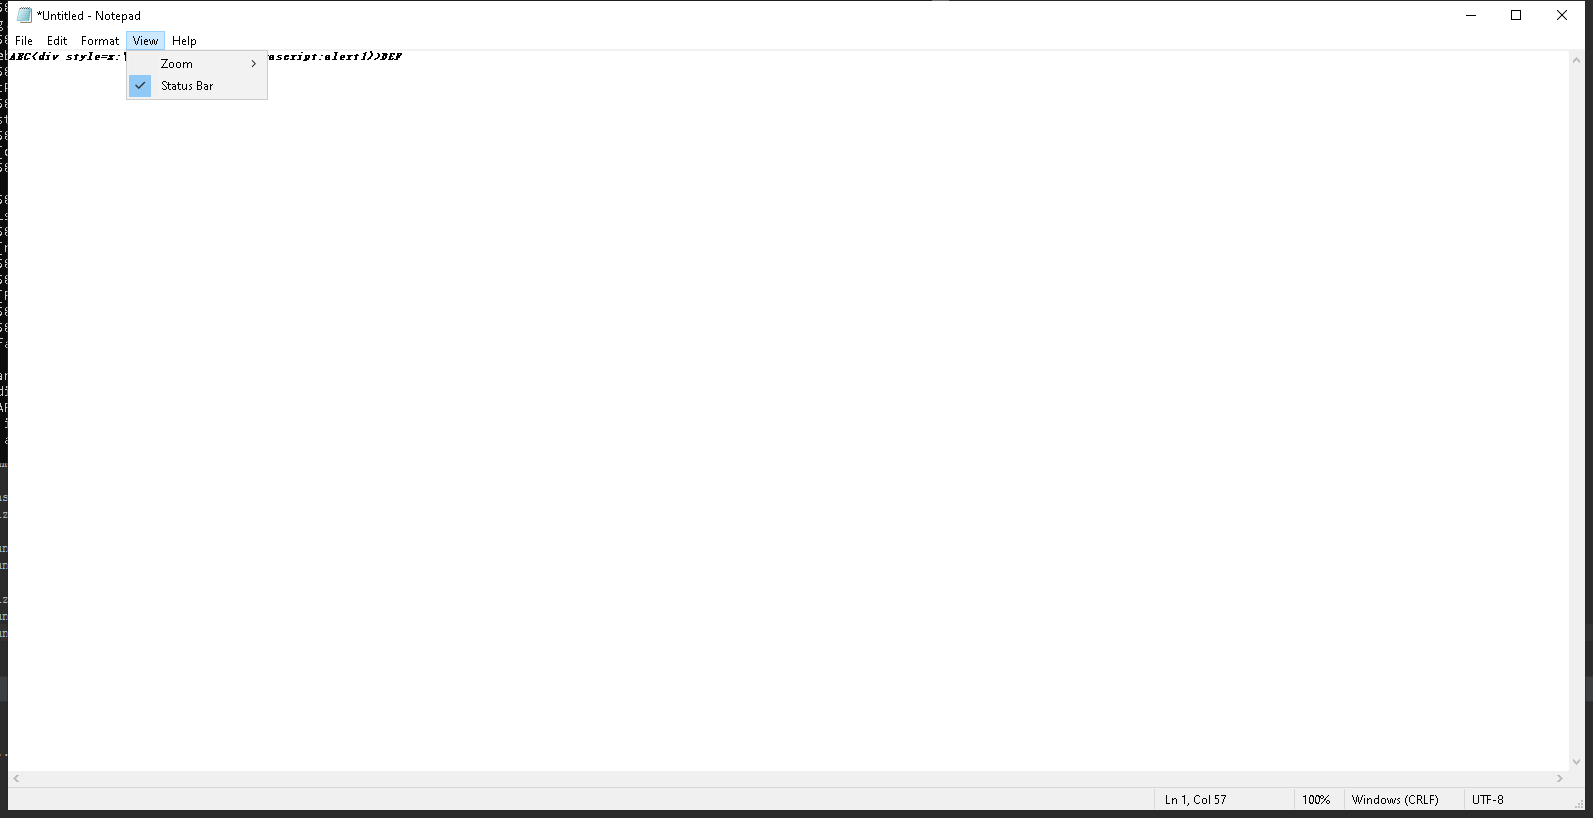 *Untitled - Notepad
File Edit Format View Help
ABC<div style=x: ascript:alert1)>DEF
Zoom
Status Bar
Ln 1, Col 57 100% Windows (CRLF) UTF-8